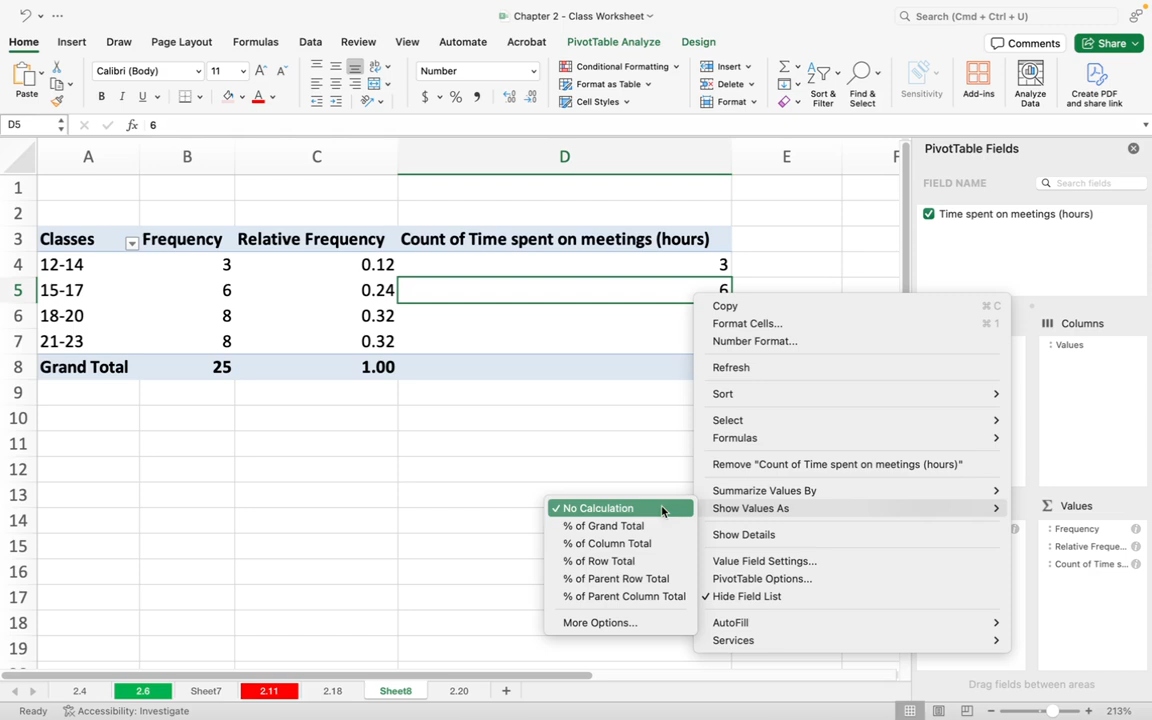 Chapter 2 - Class Worksheet
Search (Cmd + Ctrl + U)
Home Insert Draw Page Layout Formulas Data Review View Automate Acrobat PivotTable Analyze Design
Comments Share
Paste
Calibri (Body) 11
B I U
ab
A
Number
$ %
Conditional Formatting
Format as Table
Cell Styles
Insert
Delete
Format
Sort & Filter
Find & Select
Sensitivity
Add-ins
Analyze Data
Create PDF and share link
D5 fx 6
A B C D E F
1
2
3 Classes Frequency Relative Frequency Count of Time spent on meetings (hours)
4 12-14 3 0.12 3
5 15-17 6 0.24 6
6 18-20 8 0.32
7 21-23 8 0.32
8 Grand Total 25 1.00
9
10
11
12
13
14
15
16
17
18
19
PivotTable Fields
FIELD NAME Search fields
Time spent on meetings (hours)
Columns
Values
Values
Frequency
Relative Freque...
Count of Time s...
Drag fields between areas
Copy ⌘ C
Format Cells... ⌘ 1
Number Format...
Refresh
Sort
Select
Formulas
Remove "Count of Time spent on meetings (hours)"
Summarize Values By
Show Values As
Show Details
Value Field Settings...
PivotTable Options...
✓ Hide Field List
AutoFill
Services
✓ No Calculation
% of Grand Total
% of Column Total
% of Row Total
% of Parent Row Total
% of Parent Column Total
More Options...
2.4 2.6 Sheet7 2.11 2.18 Sheet8 2.20 +
Ready Accessibility: Investigate 213%